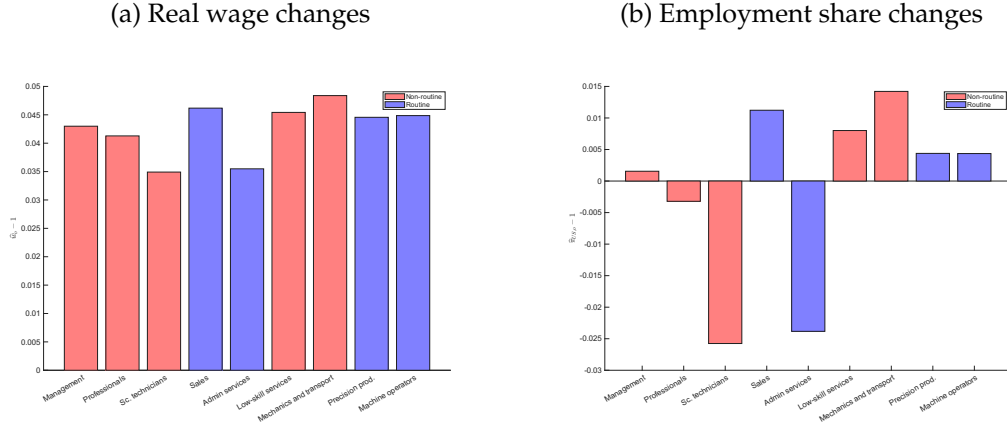 (a) Real wage changes
(b) Employment share changes
0.05
0.045
0.04
0.035
0.03
0.025
0.02
0.015
0.01
0.005
0
Non-routine
Routine
Management
Professionals
Sc. technicians
Sales
Admin services
Low-skill services
Mechanics and transport
Precision prod.
Machine operators
0.015
0.01
0.005
0
-0.005
-0.01
-0.015
-0.02
-0.025
-0.03
Non-routine
Routine
Management
Professionals
Sc. technicians
Sales
Admin services
Low-skill services
Mechanics and transport
Precision prod.
Machine operators